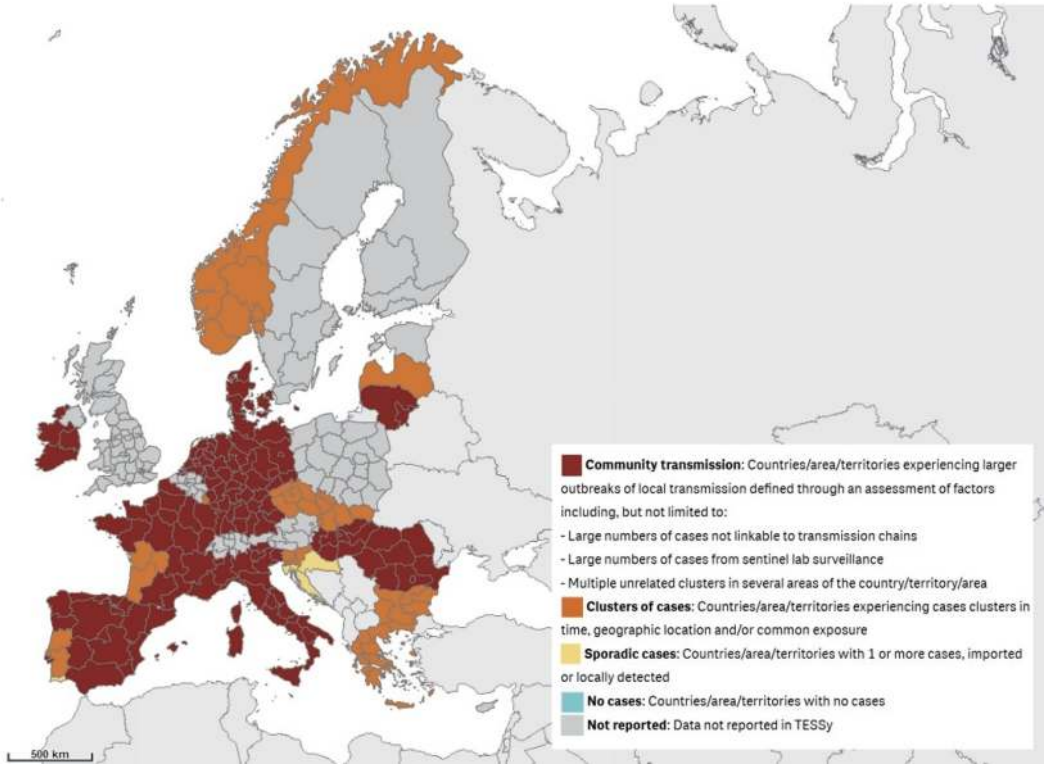 Community transmission: Countries/area/territories experiencing larger
outbreaks of local transmission defined through an assessment of factors
including, but not limited to:
- Large numbers of cases not linkable to transmission chains
- Large numbers of cases from sentinel lab surveillance
- Multiple unrelated clusters in several areas of the country/territory/area
Clusters of cases: Countries/area/territories experiencing cases clusters in
time, geographic location and/or common exposure
Sporadic cases: Countries/area/territories with 1 or more cases, imported
or locally detected
No cases: Countries/area/territories with no cases
Not reported: Data not reported in TESSy
500 km